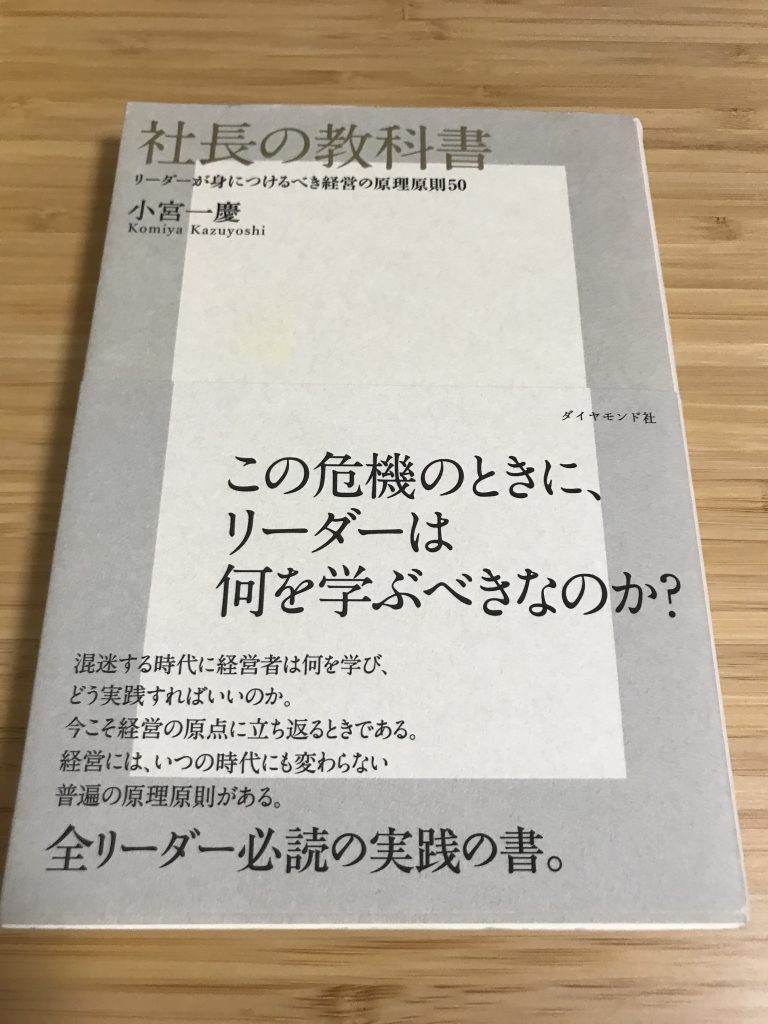 社長の教科書
リーダーが身につけるべき経営の原理原則50
小宮一慶
Komiya Kazuyoshi
ダイヤモンド社
この危機のときに、
リーダーは
何を学ぶべきなのか?
混迷する時代に経営者は何を学び、
どう実践すればいいのか。
今こそ経営の原点に立ち返るときである。
経営には、いつの時代にも変わらない
普遍の原理原則がある。
全リーダー必読の実践の書。